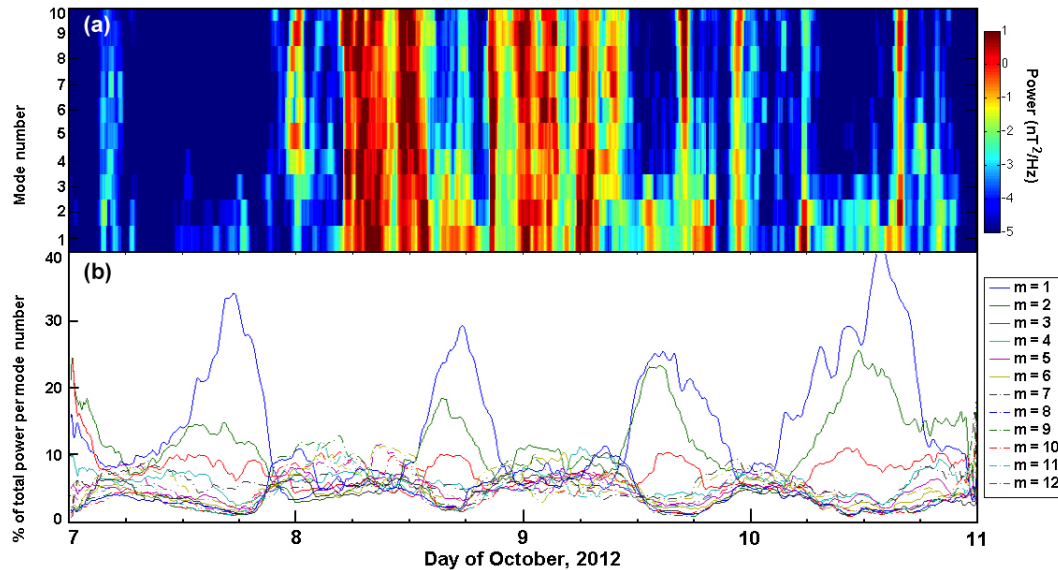 (a)
Mode number
10
9
8
7
6
5
4
3
2
1
1
0
-1
-2
-3
-4
-5
Power (nT²/Hz)
(b)
% of total power per mode number
40
30
20
10
0
7
8
9
10
11
Day of October, 2012
m = 1
m = 2
m = 3
m = 4
m = 5
m = 6
m = 7
m = 8
m = 9
m = 10
m = 11
m = 12